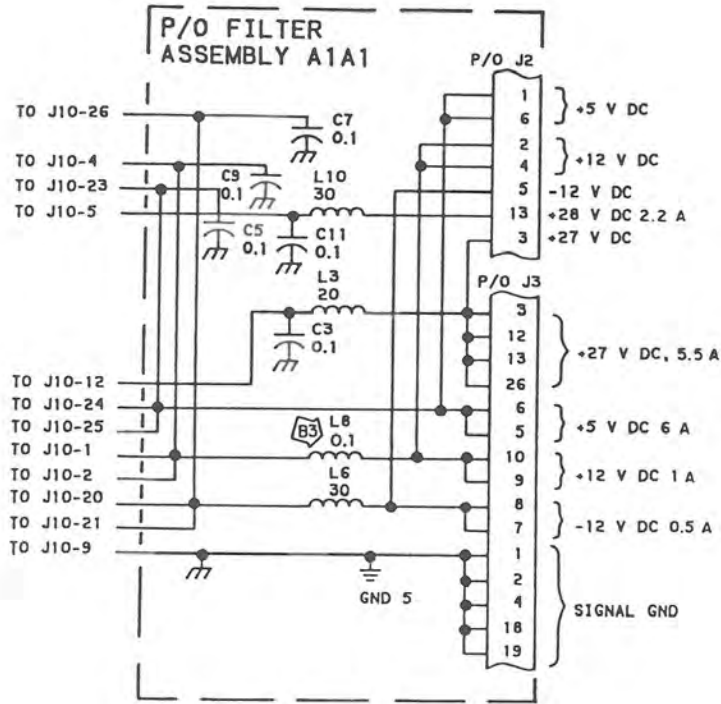 P/O FILTER
ASSEMBLY A1A1
P/O J2
TO J10-26
C7
0.1
1
6
+5 V DC
TO J10-4
C9
0.1
2
4
+12 V DC
TO J10-23
L10
30
5
-12 V DC
TO J10-5
C5
0.1
C11
0.1
13
+28 V DC 2.2 A
3
+27 V DC
P/O J3
L3
20
3
C3
0.1
12
13
26
+27 V DC, 5.5 A
TO J10-12
TO J10-24
TO J10-25
6
5
+5 V DC 6 A
B3
L8
0.1
TO J10-1
TO J10-2
10
9
+12 V DC 1 A
L6
30
TO J10-20
TO J10-21
8
7
-12 V DC 0.5 A
TO J10-9
1
2
4
18
19
GND 5
SIGNAL GND